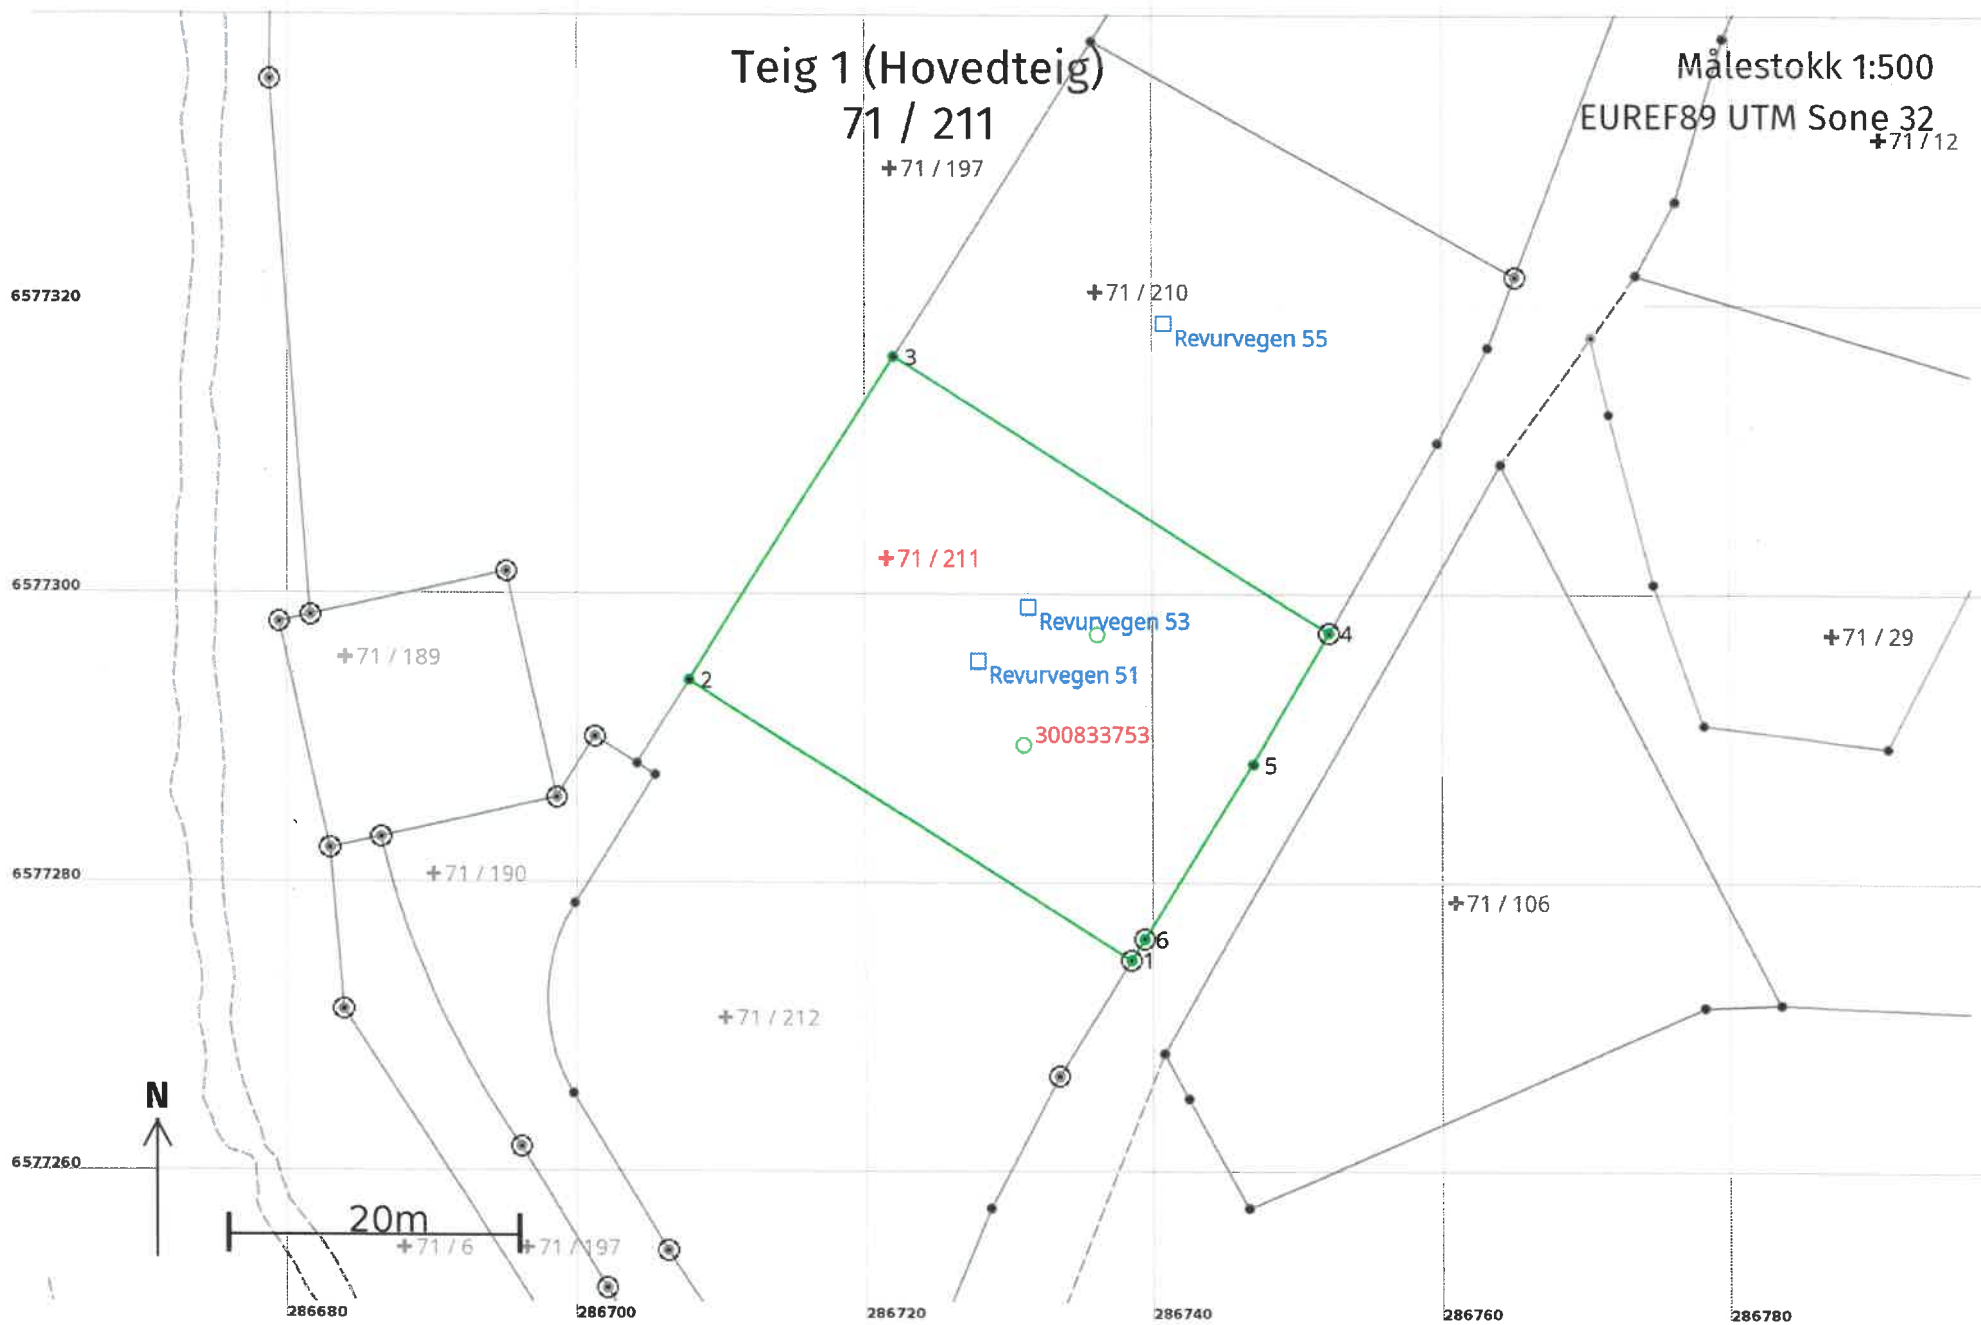 Teig 1 (Hovedteig)
71 / 211
Målestokk 1:500
EUREF89 UTM Sone 32
+71 / 12
+71 / 197
+71 / 210
6577320
Revurvegen 55
3
+71 / 211
6577300
Revurvegen 53
4
+71 / 29
+71 / 189
2
Revurvegen 51
300833753
5
6577280
+71 / 190
+71 / 106
6
1
+71 / 212
N
6577260
20m
+71 / 6
+71 / 197
286680
286700
286720
286740
286760
286780